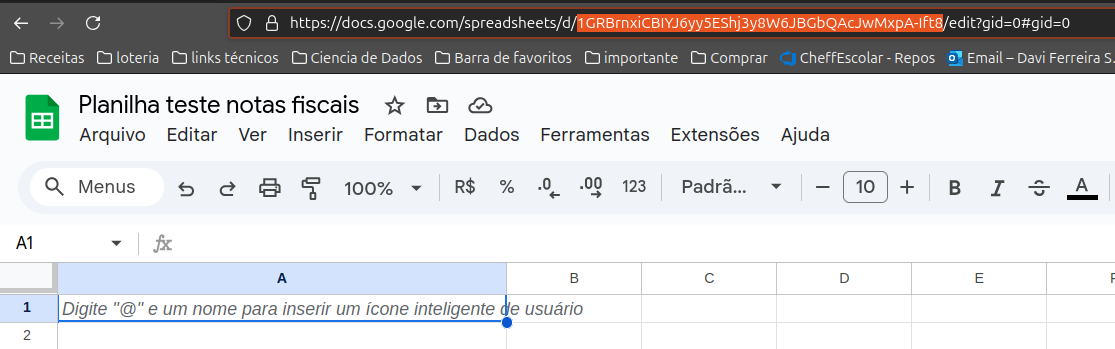 https://docs.google.com/spreadsheets/d/1GRBrnxiCBIYJ6yy5EShj3y8W6JBGbQAcJwMxpA-Ift8/edit?gid=0#gid=0
Receitas loteria links técnicos Ciencia de Dados Barra de favoritos importante Comprar CheffEscolar - Repos Email – Davi Ferreira S.
Planilha teste notas fiscais
Arquivo Editar Ver Inserir Formatar Dados Ferramentas Extensões Ajuda
Menus 100% R$ % .0 .00 123 Padrã... 10 B I A
A1 fx
A B C D E F
1 Digite "@" e um nome para inserir um ícone inteligente de usuário
2